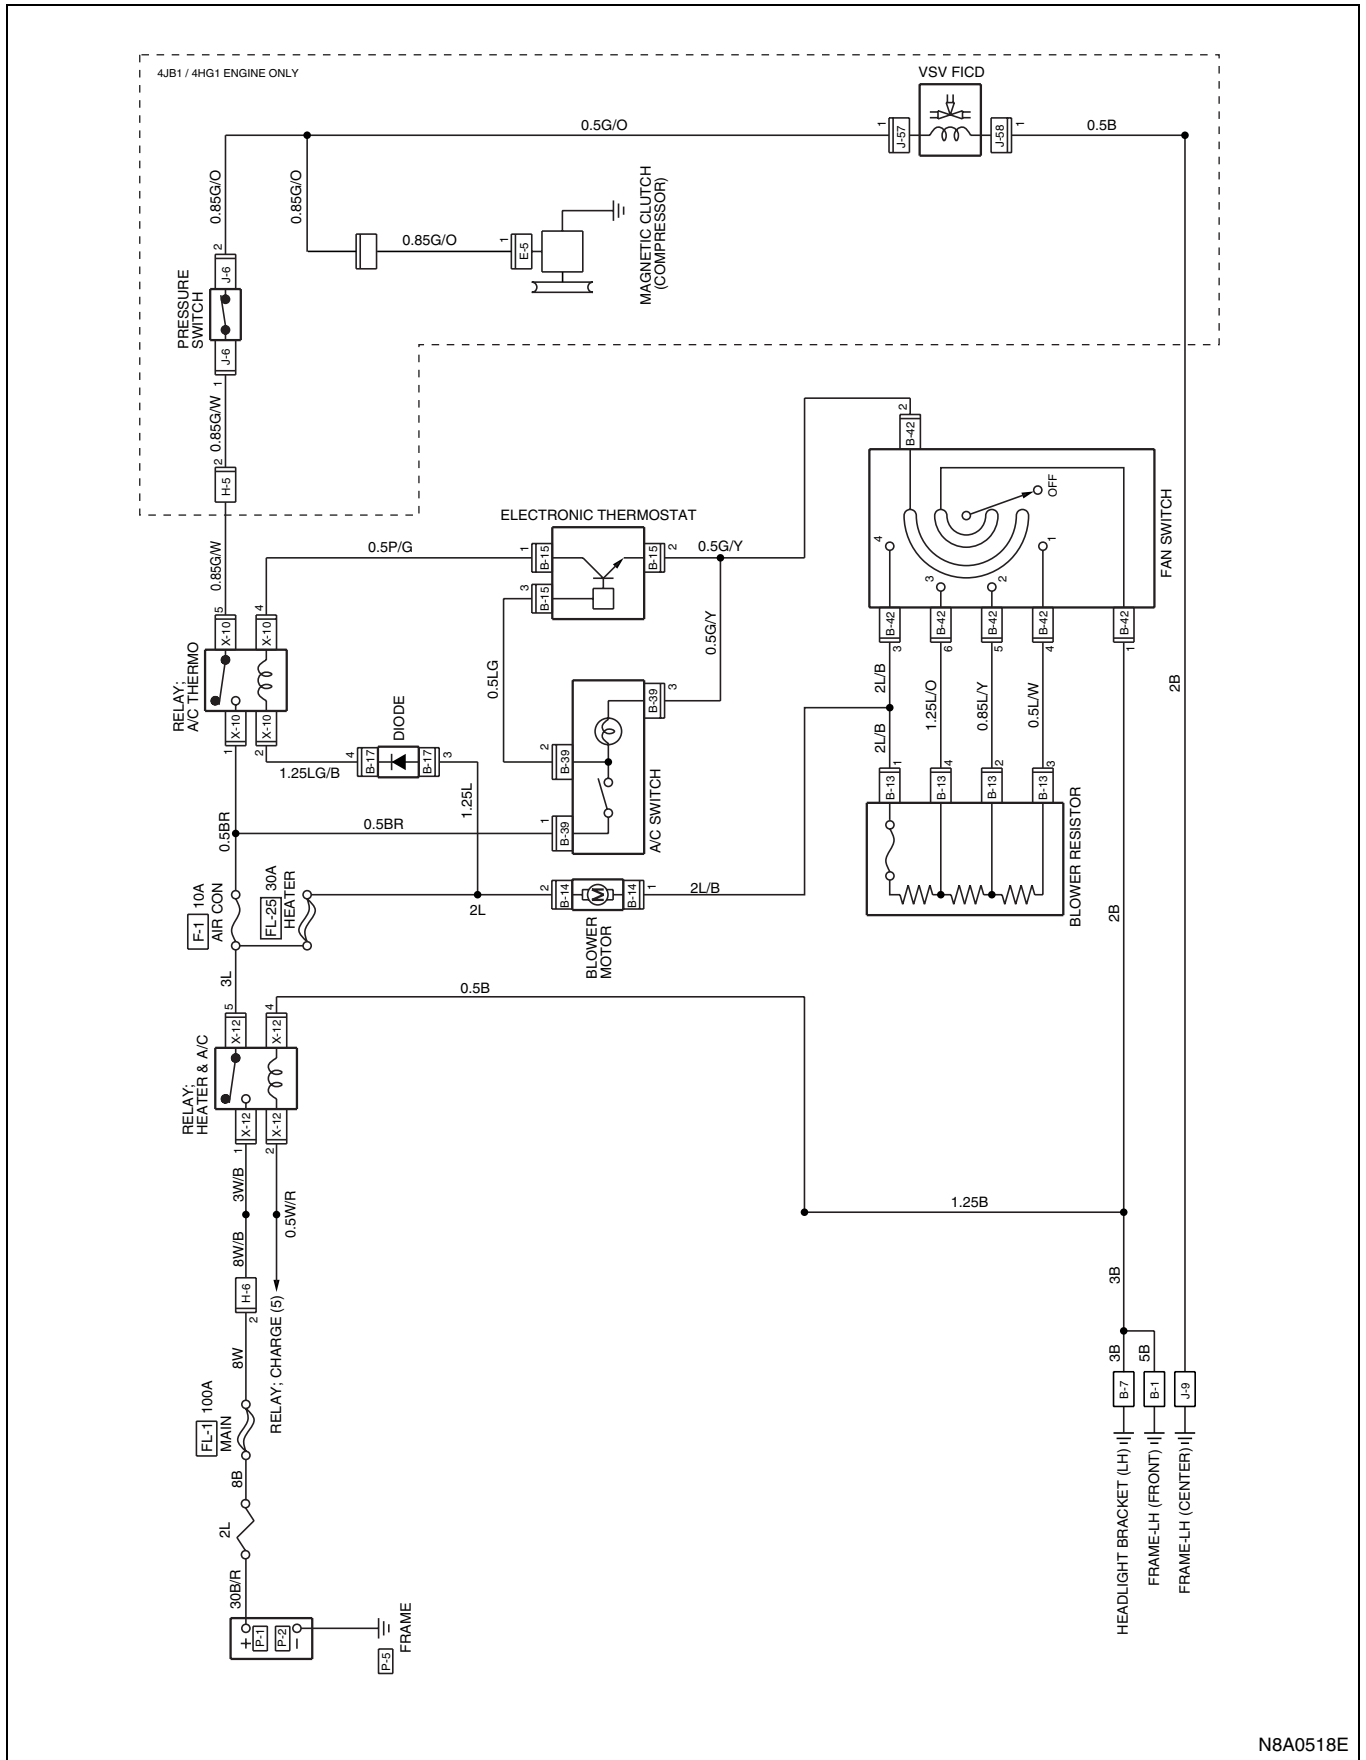 4JB1 / 4HG1 ENGINE ONLY
VSV FICD
0.5G/O
1
J-57
J-58
1
0.5B
0.85G/O
0.85G/O
0.85G/O
1
E-5
MAGNETIC CLUTCH
(COMPRESSOR)
2
J-6
PRESSURE
SWITCH
J-6
1
0.85G/W
2
H-5
2
B-42
OFF
4
1
3
2
FAN SWITCH
ELECTRONIC THERMOSTAT
0.5P/G
1
B-15
B-15
2
0.5G/Y
3
B-15
0.85G/W
5
X-10
4
X-10
RELAY;
A/C THERMO
X-10
1
X-10
2
0.5LG
0.5G/Y
B-39
3
B-42
3
B-42
6
B-42
5
B-42
4
B-42
1
2L/B
1.25L/O
0.85L/Y
0.5L/W
2B
DIODE
4
B-17
B-17
3
1.25LG/B
1.25L
2
B-39
2L/B
B-13
1
B-13
4
B-13
2
B-13
3
0.5BR
0.5BR
1
B-39
A/C SWITCH
BLOWER RESISTOR
F-1 10A
AIR CON
FL-25 30A
HEATER
2L
2
B-14
M
B-14
1
2L/B
BLOWER
MOTOR
2B
3L
0.5B
5
X-12
4
X-12
RELAY;
HEATER & A/C
X-12
1
X-12
2
3W/B
0.5W/R
1.25B
8W/B
H-6
2
RELAY; CHARGE (5)
3B
8W
3B
5B
B-7
B-1
J-9
FL-1 100A
MAIN
8B
HEADLIGHT BRACKET (LH)
FRAME-LH (FRONT)
FRAME-LH (CENTER)
2L
30B/R
+
P-1
P-2
−
P-5
FRAME
N8A0518E